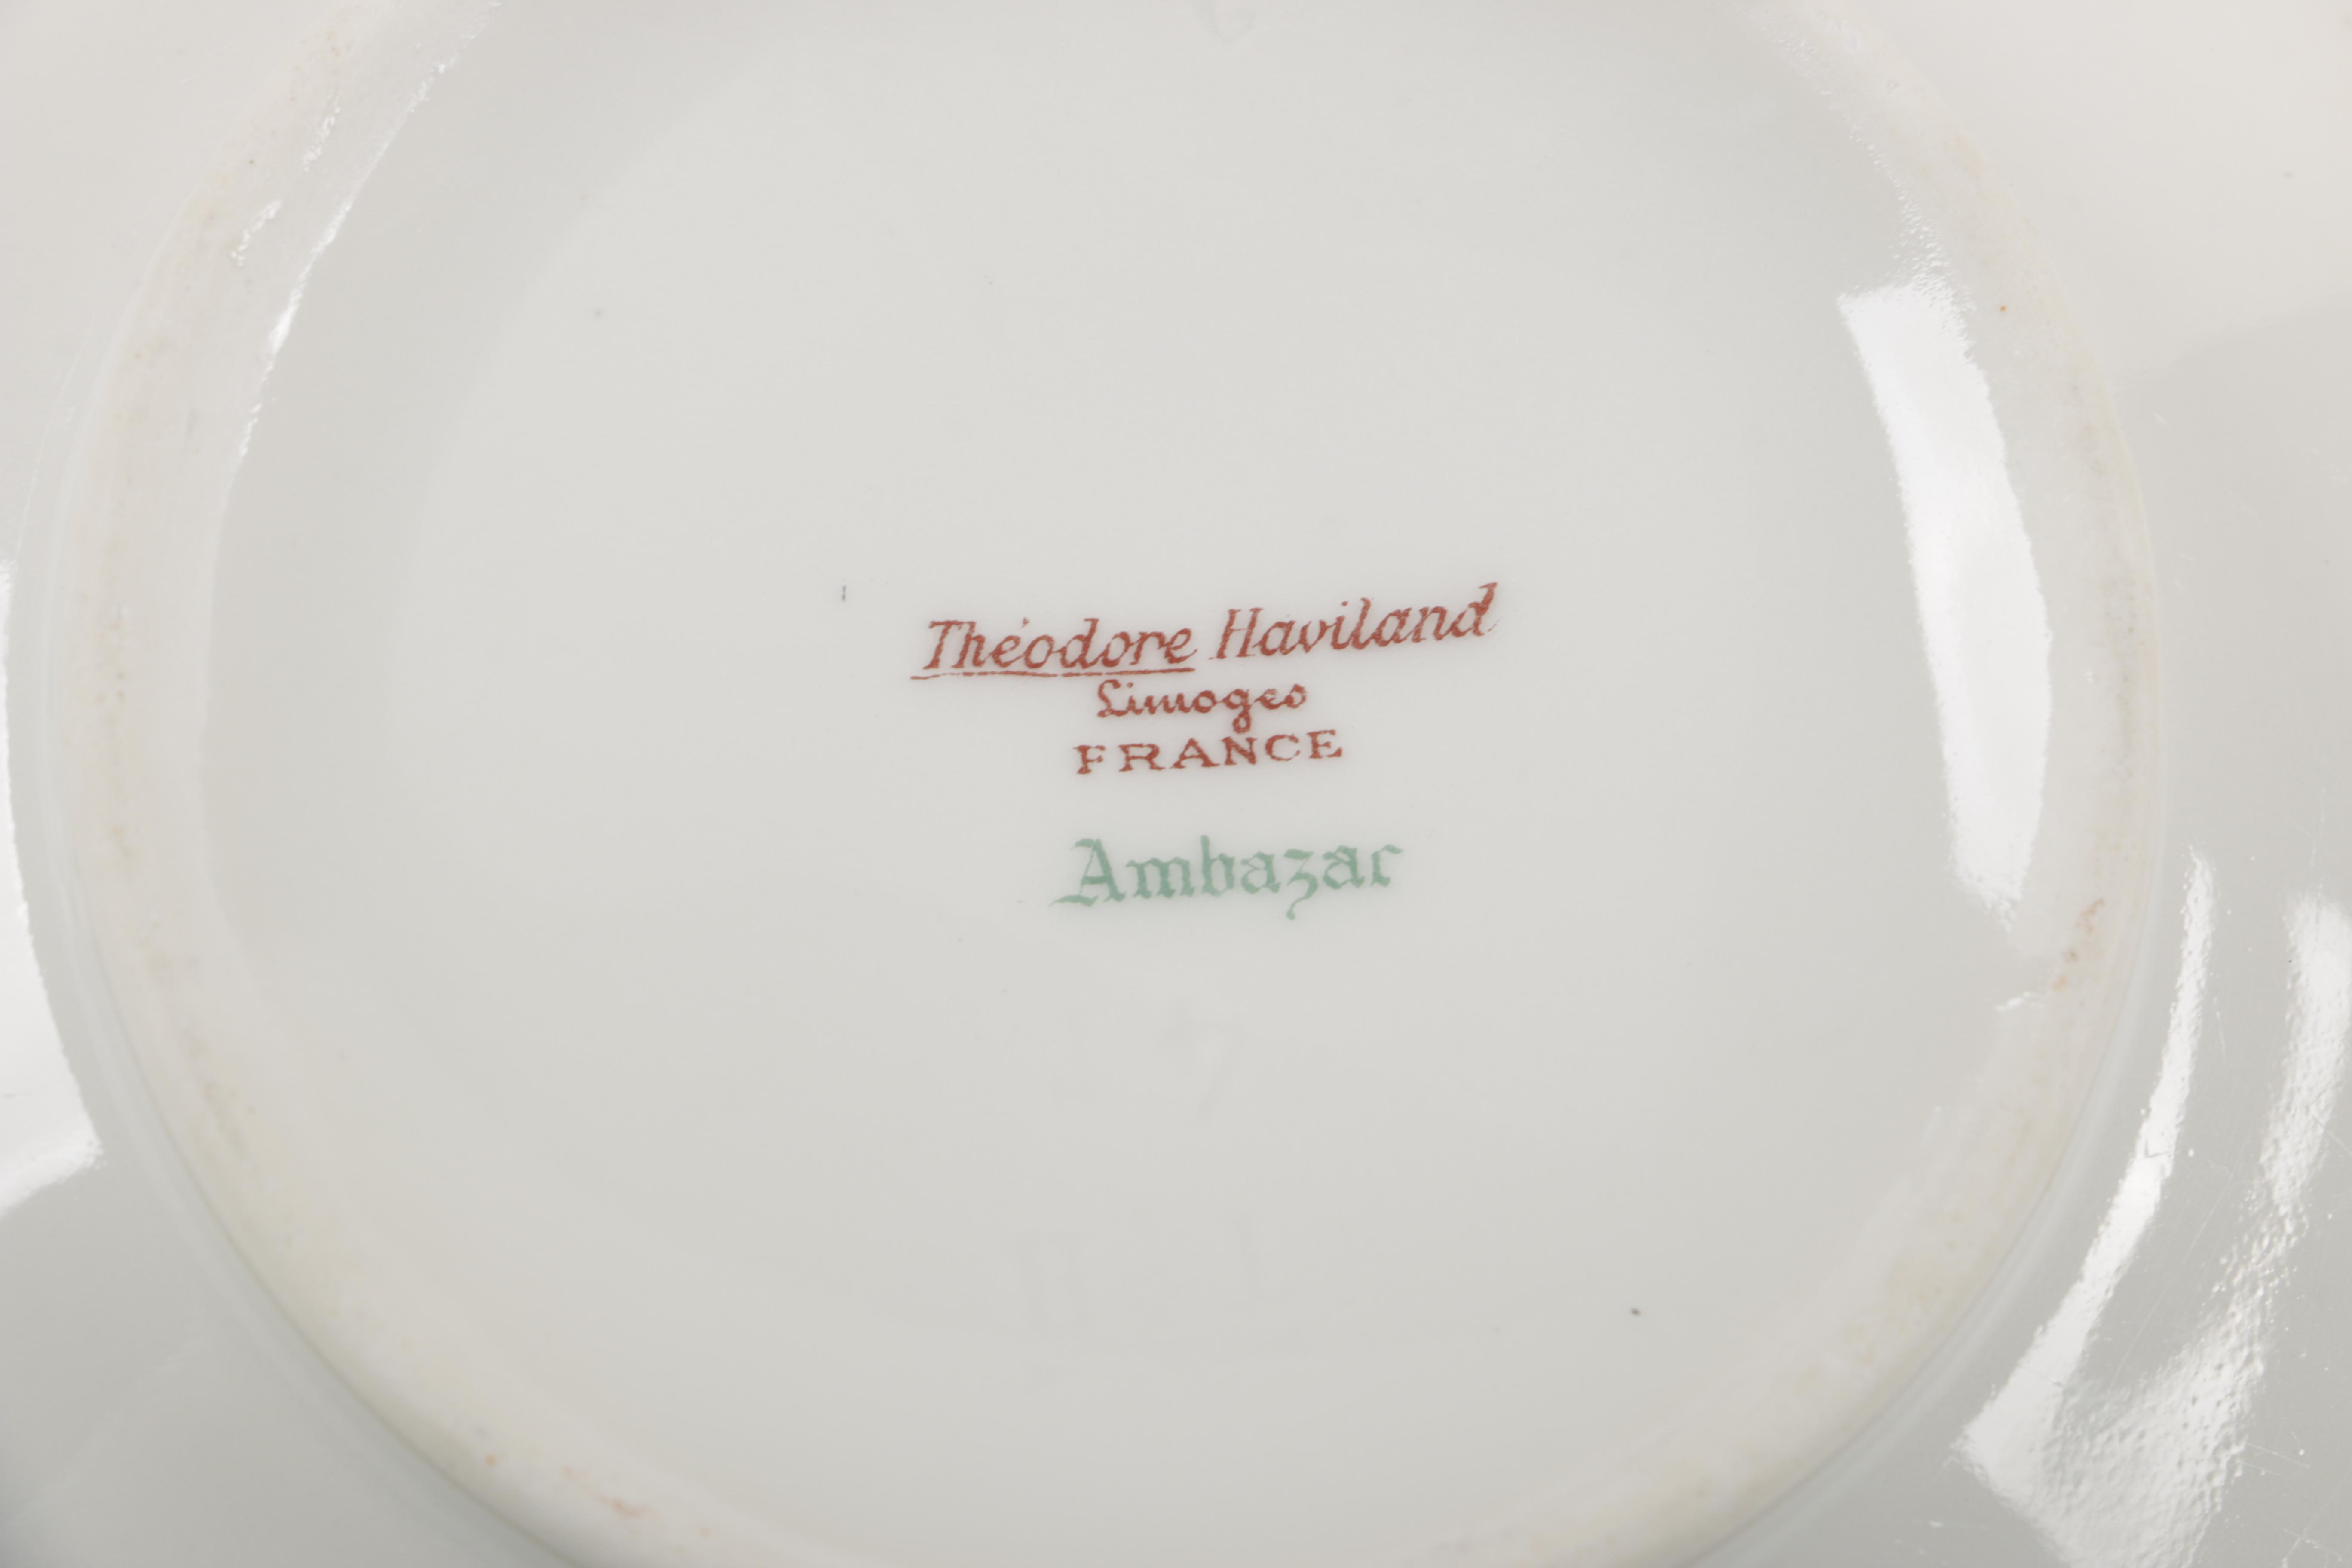 Théodore Haviland
Limoges
FRANCE
Ambazac